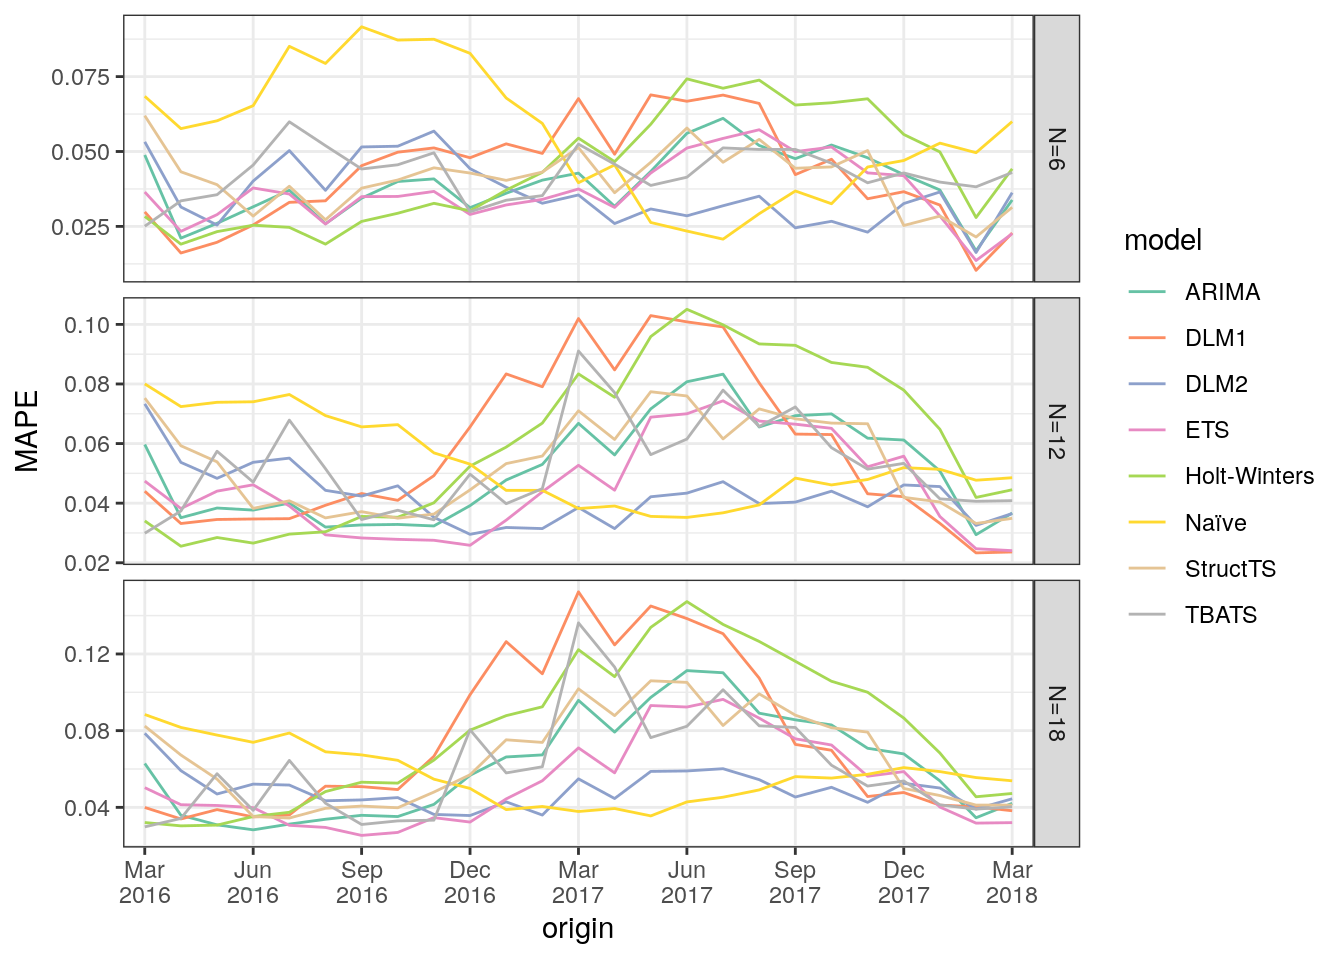 0.075
0.050
0.025
N=6
0.10
0.08
0.06
0.04
0.02
N=12
0.12
0.08
0.04
N=18
MAPE
Mar Jun Sep Dec Mar Jun Sep Dec Mar
2016 2016 2016 2016 2017 2017 2017 2017 2018
origin
model
ARIMA
DLM1
DLM2
ETS
Holt-Winters
Naïve
StructTS
TBATS